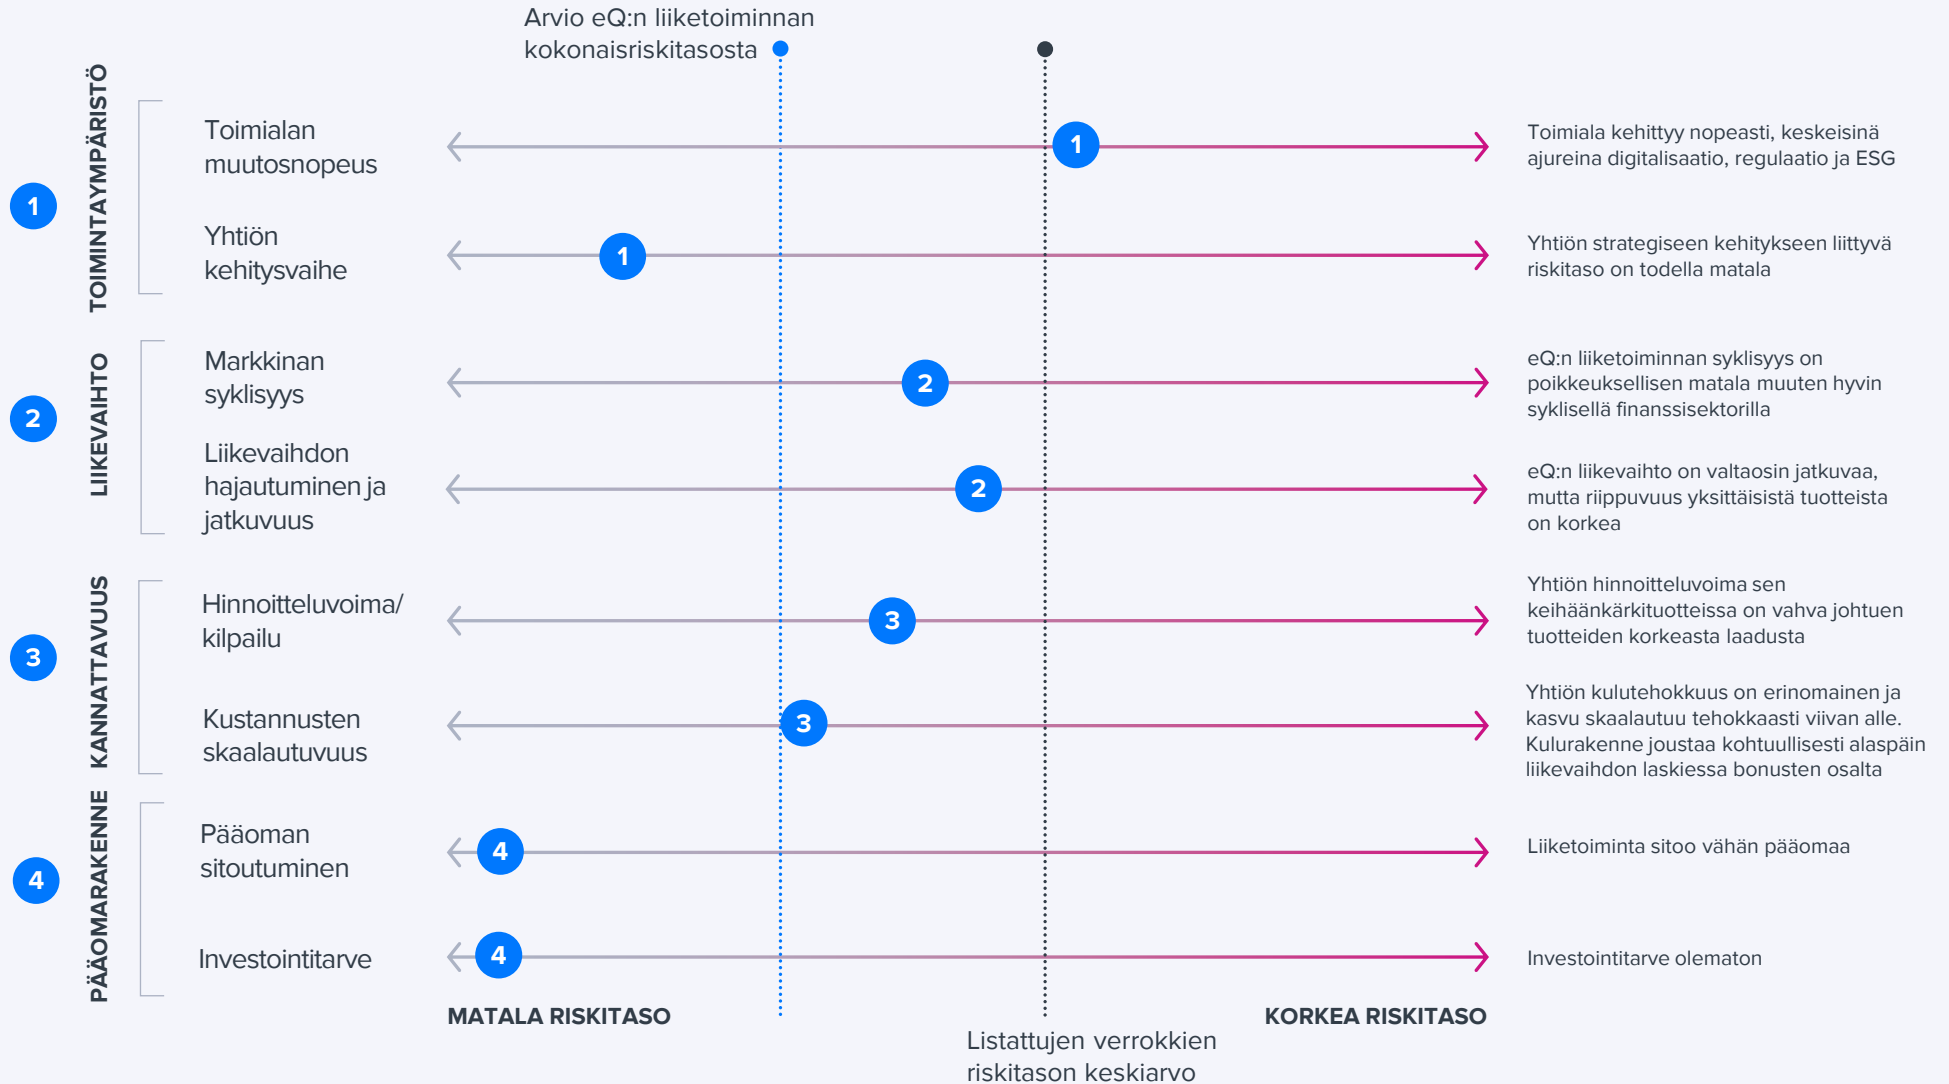 Arvio eQ:n liiketoiminnan
kokonaisriskitasosta
1
TOIMINTAYMPÄRISTÖ
Toimialan
muutosnopeus
1
Toimiala kehittyy nopeasti, keskeisinä
ajureina digitalisaatio, regulaatio ja ESG
Yhtiön
kehitysvaihe
1
Yhtiön strategiseen kehitykseen liittyvä
riskitaso on todella matala
2
LIIKEVAIHTO
Markkinan
syklisyys
2
eQ:n liiketoiminnan syklisyys on
poikkeuksellisen matala muuten hyvin
syklisellä finanssisektorilla
Liikevaihdon
hajautuminen ja
jatkuvuus
2
eQ:n liikevaihto on valtaosin jatkuvaa,
mutta riippuvuus yksittäisistä tuotteista
on korkea
3
KANNATTAVUUS
Hinnoitteluvoima/
kilpailu
3
Yhtiön hinnoitteluvoima sen
keihäänkärkituotteissa on vahva johtuen
tuotteiden korkeasta laadusta
Kustannusten
skaalautuvuus
3
Yhtiön kulutehokkuus on erinomainen ja
kasvu skaalautuu tehokkaasti viivan alle.
Kulurakenne joustaa kohtuullisesti alaspäin
liikevaihdon laskiessa bonusten osalta
4
PÄÄOMARAKENNE
Pääoman
sitoutuminen
4
Liiketoiminta sitoo vähän pääomaa
Investointitarve
4
Investointitarve olematon
MATALA RISKITASO
KORKEA RISKITASO
Listattujen verrokkien
riskitason keskiarvo